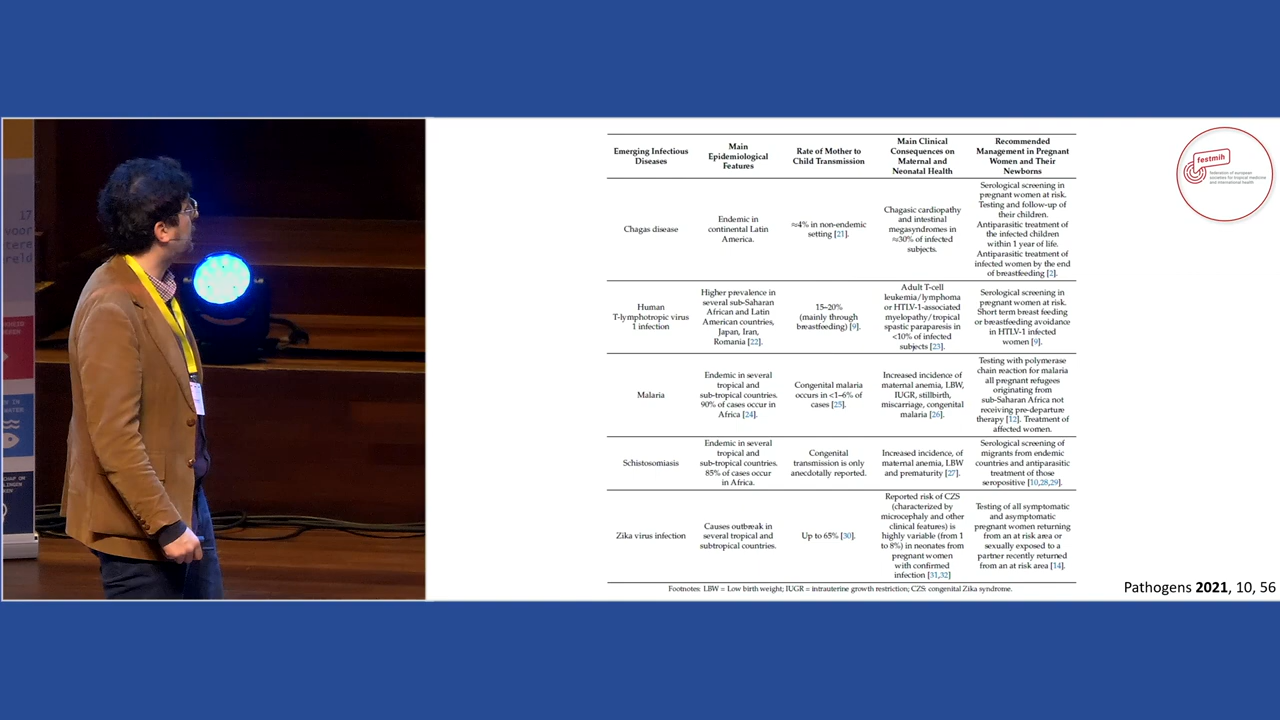 17
voor
tere
reld
festmih
federation of european
societies for tropical medicine
and international health
Emerging Infectious
Diseases
Main
Epidemiological
Features
Rate of Mother to
Child Transmission
Main Clinical
Consequences on
Maternal and
Neonatal Health
Recommended
Management in Pregnant
Women and Their
Newborns
Chagas disease
Endemic in
continental Latin
America.
≈4% in non-endemic
setting [21].
Chagasic cardiopathy
and intestinal
megasyndromes in
≈30% of infected
subjects.
Serological screening in
pregnant women at risk.
Testing and follow-up of
their children.
Antiparasitic treatment of
the infected children
within 1 year of life.
Antiparasitic treatment of
infected women by the end
of breastfeeding [2].
Human
T-lymphotropic virus
1 infection
Higher prevalence in
several sub-Saharan
African and Latin
American countries,
Japan, Iran,
Romania [22].
15–20%
(mainly through
breastfeeding) [9].
Adult T-cell
leukemia/lymphoma
or HTLV-1-associated
myelopathy/tropical
spastic paraparesis in
<10% of infected
subjects [23].
Serological screening in
pregnant women at risk.
Short term breast feeding
or breastfeeding avoidance
in HTLV-1 infected
women [9].
Malaria
Endemic in several
tropical and
sub-tropical countries.
90% of cases occur in
Africa [24].
Congenital malaria
occurs in <1–6% of
cases [25].
Increased incidence of
maternal anemia, LBW,
IUGR, stillbirth,
miscarriage, congenital
malaria [26].
Testing with polymerase
chain reaction for malaria
all pregnant refugees
originating from
sub-Saharan Africa not
receiving pre-departure
therapy [12]. Treatment of
affected women.
Schistosomiasis
Endemic in several
tropical and
sub-tropical countries.
85% of cases occur
in Africa.
Congenital
transmission is only
anecdotally reported.
Increased incidence, of
maternal anemia, LBW
and prematurity [27].
Serological screening of
migrants from endemic
countries and antiparasitic
treatment of those
seropositive [10,28,29].
Zika virus infection
Causes outbreak in
several tropical and
subtropical countries.
Up to 65% [30].
Reported risk of CZS
(characterized by
microcephaly and other
clinical features) is
highly variable (from 1
to 8%) in neonates from
pregnant women
with confirmed
infection [31,32]
Testing of all symptomatic
and asymptomatic
pregnant women returning
from an at risk area or
sexually exposed to a
partner recently returned
from an at risk area [14].
Footnotes: LBW = Low birth weight; IUGR = intrauterine growth restriction; CZS: congenital Zika syndrome.
Pathogens 2021, 10, 56